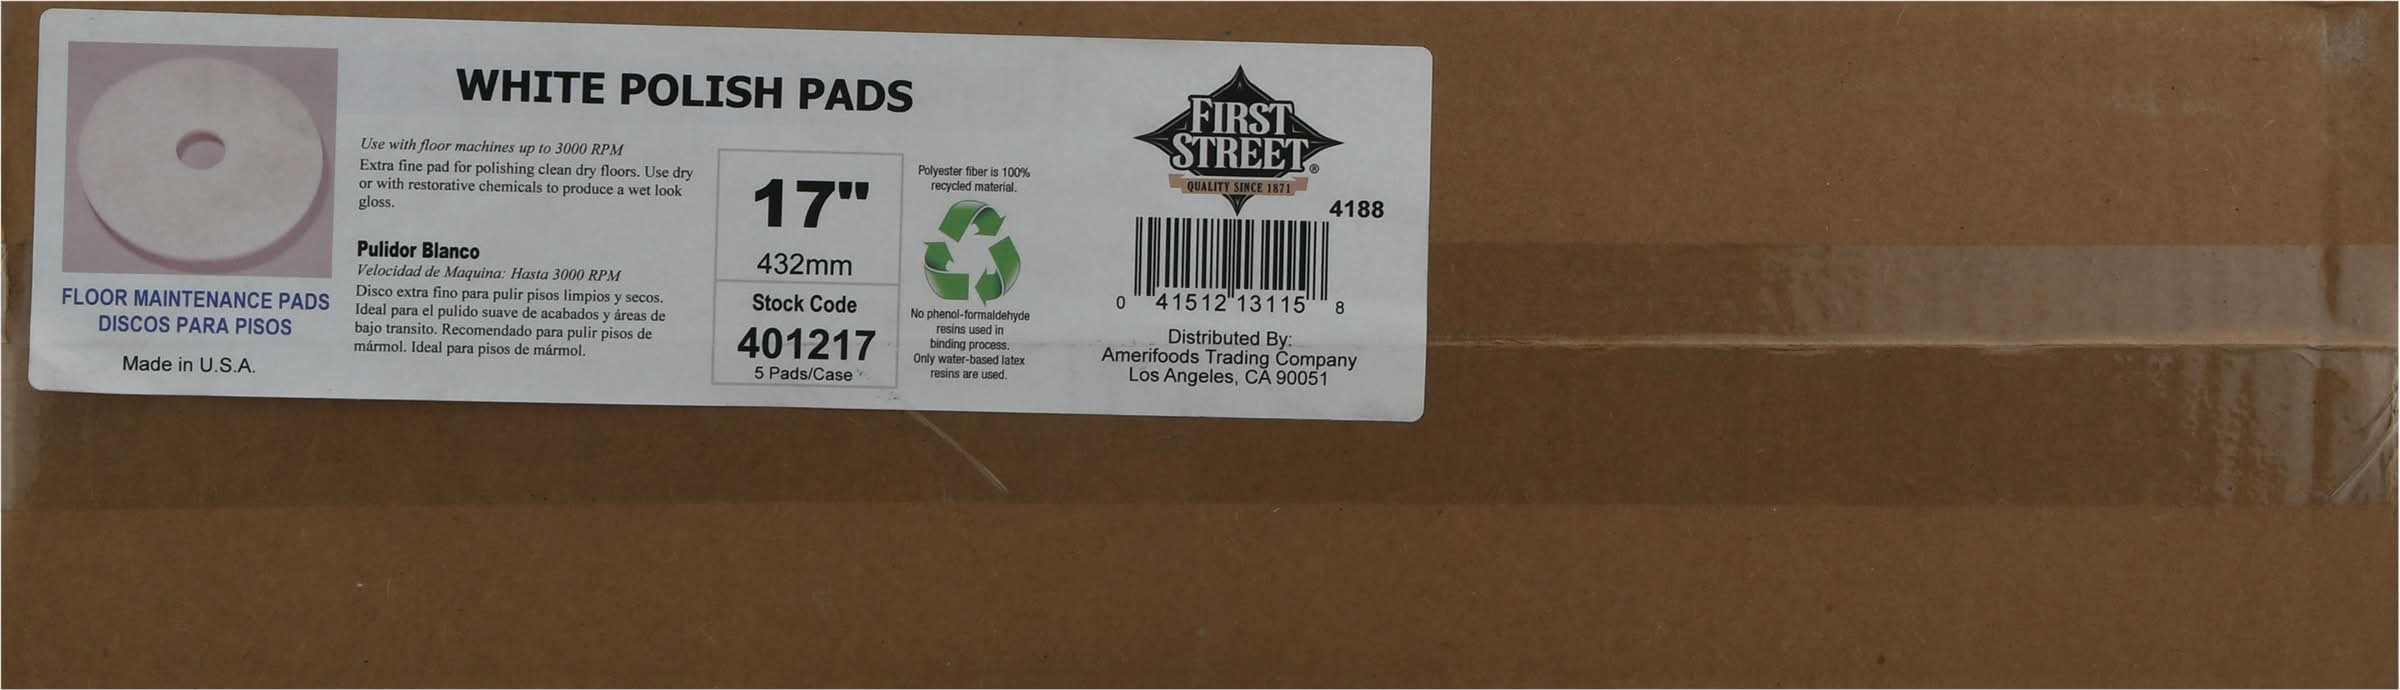 WHITE POLISH PADS
Use with floor machines up to 3000 RPM
Extra fine pad for polishing clean dry floors. Use dry
or with restorative chemicals to produce a wet look
gloss.
Pulidor Blanco
Velocidad de Maquina: Hasta 3000 RPM
Disco extra fino para pulir pisos limpios y secos.
Ideal para el pulido suave de acabados y áreas de
bajo transito. Recomendado para pulir pisos de
mármol. Ideal para pisos de mármol.
FLOOR MAINTENANCE PADS
DISCOS PARA PISOS
Made in U.S.A.
17"
432mm
Stock Code
401217
5 Pads/Case
Polyester fiber is 100%
recycled material.
No phenol-formaldehyde
resins used in
binding process.
Only water-based latex
resins are used.
FIRST
STREET®
QUALITY SINCE 1871
4188
0 41512 13115 8
Distributed By:
Amerifoods Trading Company
Los Angeles, CA 90051